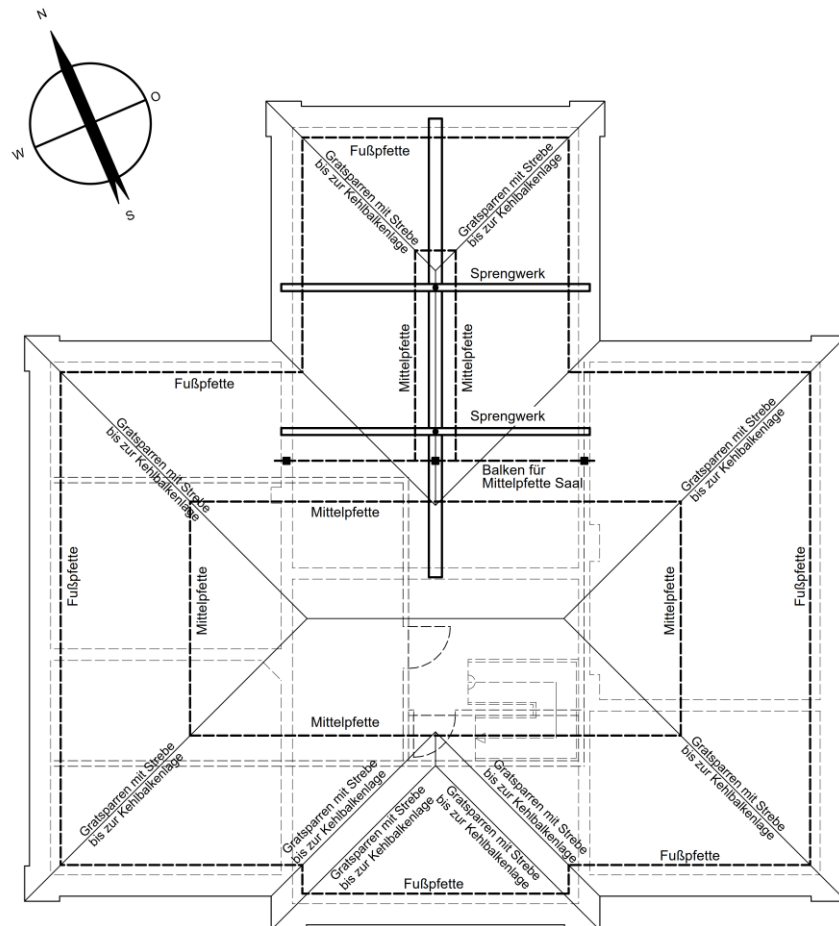 N
O
W
S
Fußpfette
Gratsparren mit Strebe
bis zur Kehlbalkenlage
Gratsparren mit Strebe
bis zur Kehlbalkenlage
Sprengwerk
Mittelpfette
Mittelpfette
Fußpfette
Sprengwerk
Gratsparren mit Strebe
bis zur Kehlbalkenlage
Gratsparren mit Strebe
bis zur Kehlbalkenlage
Balken für
Mittelpfette Saal
Mittelpfette
Fußpfette
Mittelpfette
Mittelpfette
Fußpfette
Mittelpfette
Gratsparren mit Strebe
bis zur Kehlbalkenlage
Gratsparren mit Strebe
bis zur Kehlbalkenlage
Gratsparren mit Strebe
bis zur Kehlbalkenlage
Gratsparren mit Strebe
bis zur Kehlbalkenlage
Gratsparren mit Strebe
bis zur Kehlbalkenlage
Gratsparren mit Strebe
bis zur Kehlbalkenlage
Fußpfette
Fußpfette